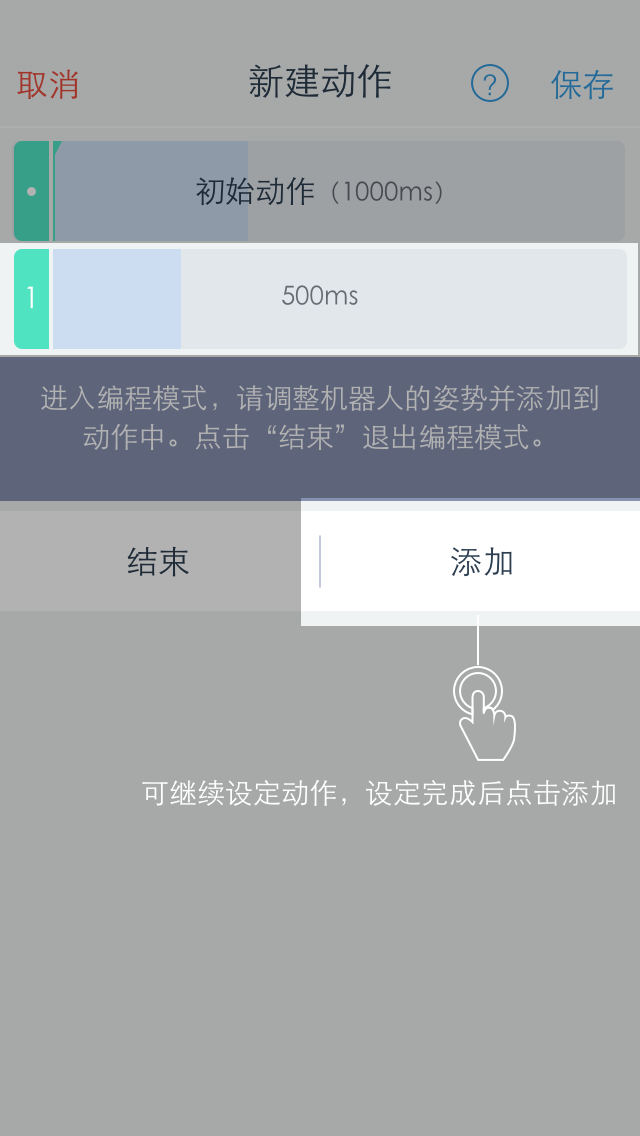 取消
新建动作
?
保存
初始动作（1000ms）
1
500ms
进入编程模式，请调整机器人的姿势并添加到
动作中。点击“结束”退出编程模式。
结束
添加
可继续设定动作，设定完成后点击添加